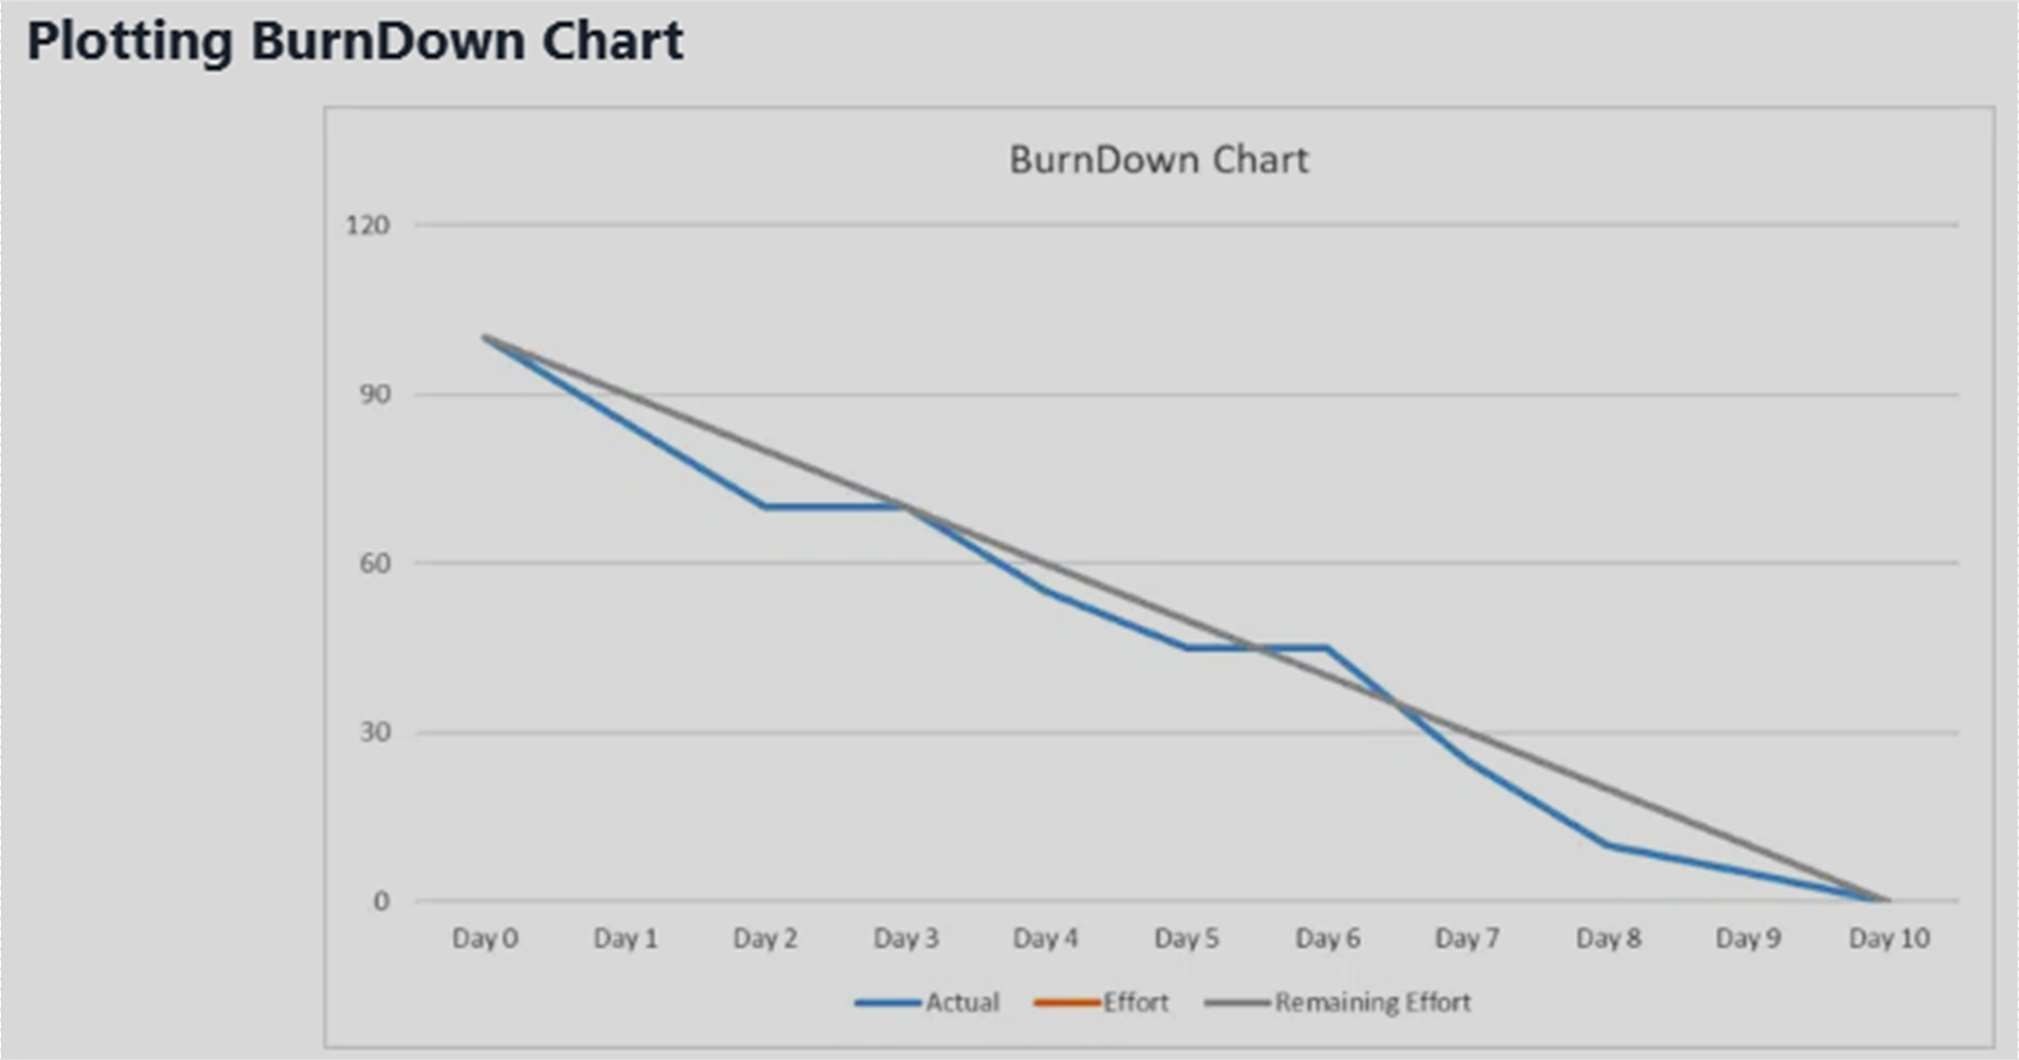 Plotting BurnDown Chart
BurnDown Chart
120
90
60
30
0
Day 0 Day 1 Day 2 Day 3 Day 4 Day 5 Day 6 Day 7 Day 8 Day 9 Day 10
Actual Effort Remaining Effort